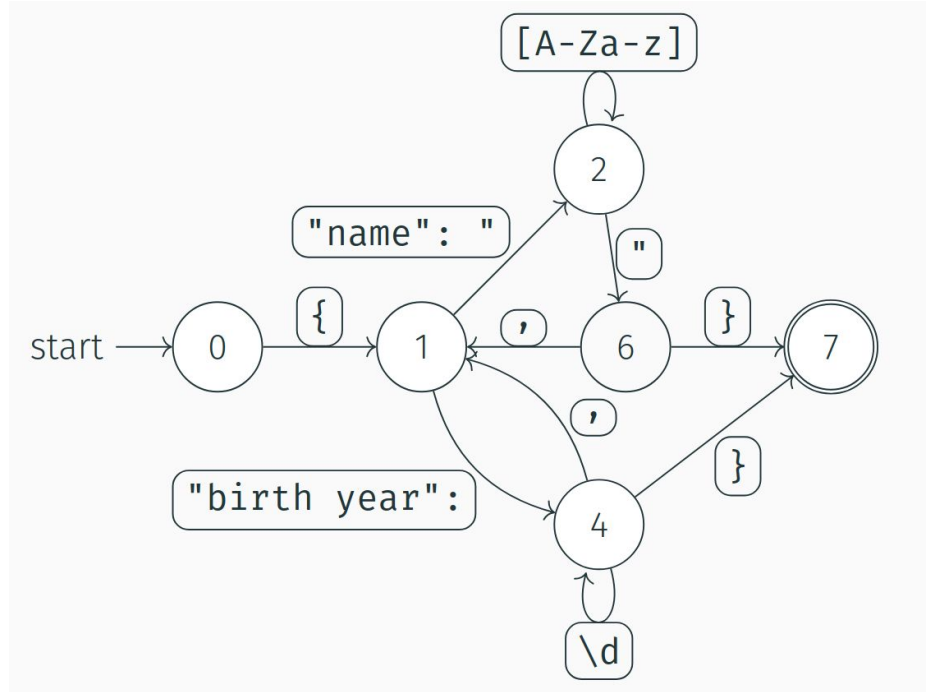 [A-Za-z]
2
"name": "
"
{
,
}
start
0
1
6
7
,
}
"birth year":
4
\d